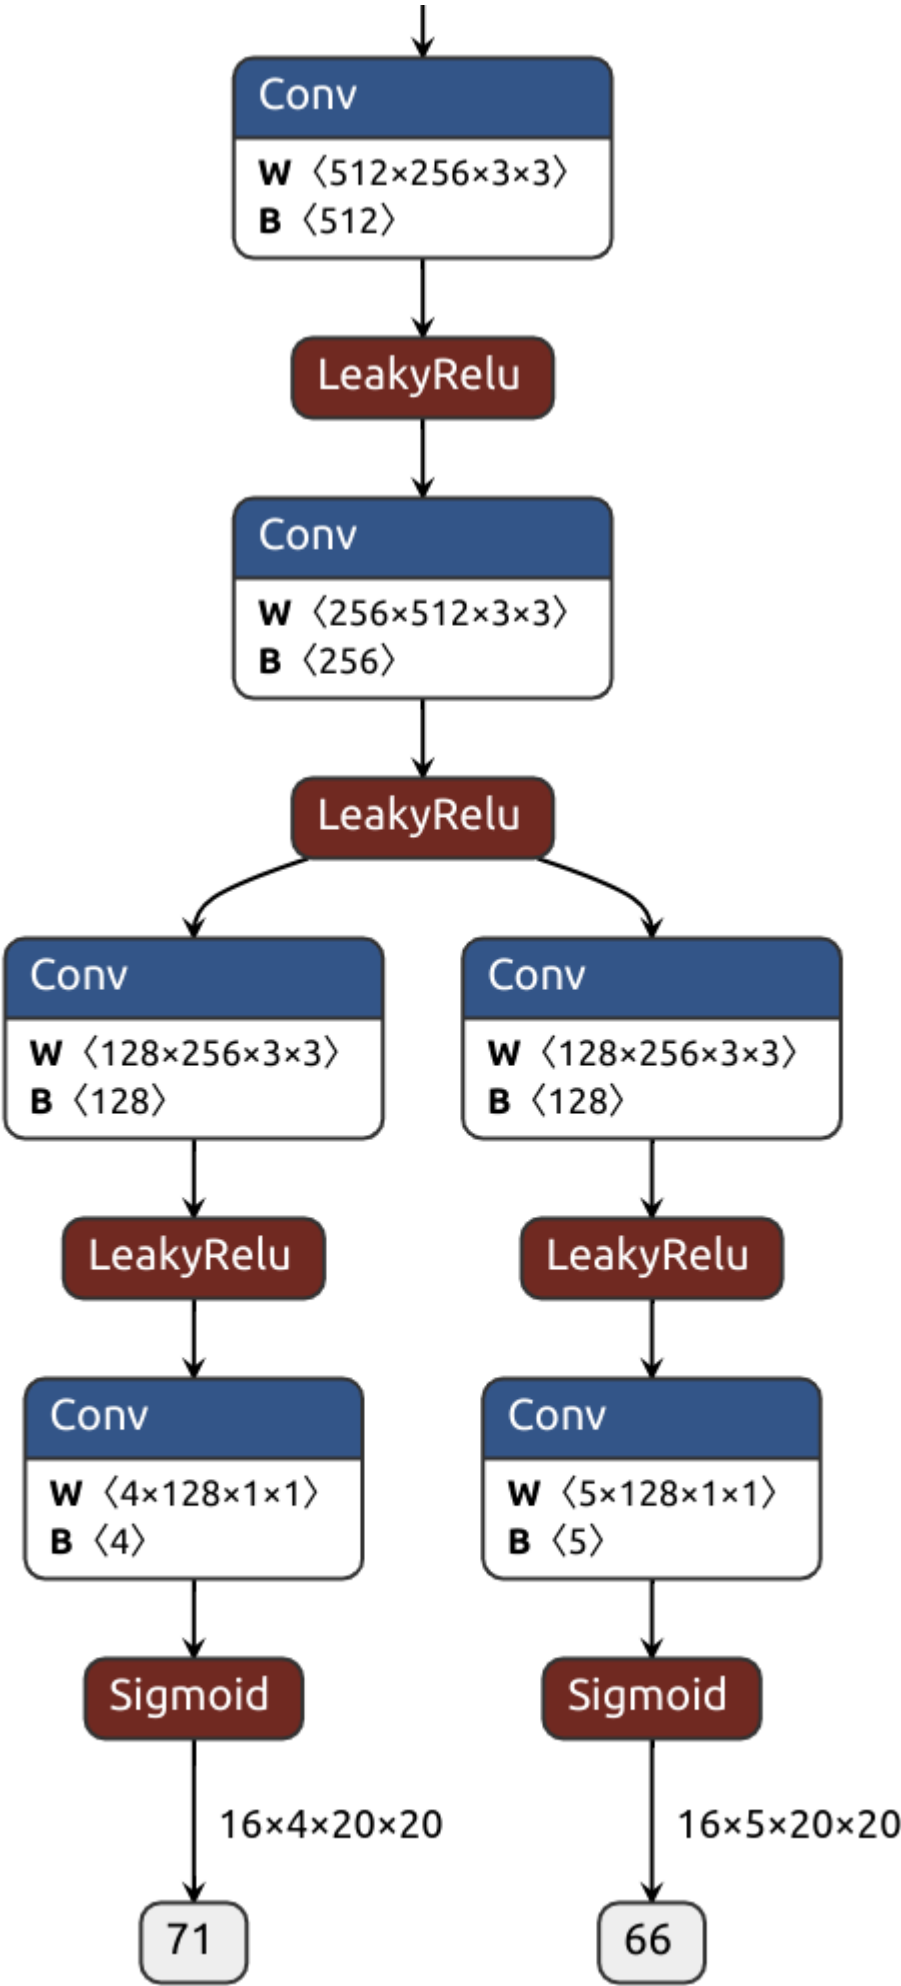 Conv
W 〈512×256×3×3〉
B 〈512〉
LeakyRelu
Conv
W 〈256×512×3×3〉
B 〈256〉
LeakyRelu
Conv
W 〈128×256×3×3〉
B 〈128〉
LeakyRelu
Conv
W 〈4×128×1×1〉
B 〈4〉
Sigmoid
16×4×20×20
71
Conv
W 〈128×256×3×3〉
B 〈128〉
LeakyRelu
Conv
W 〈5×128×1×1〉
B 〈5〉
Sigmoid
16×5×20×20
66